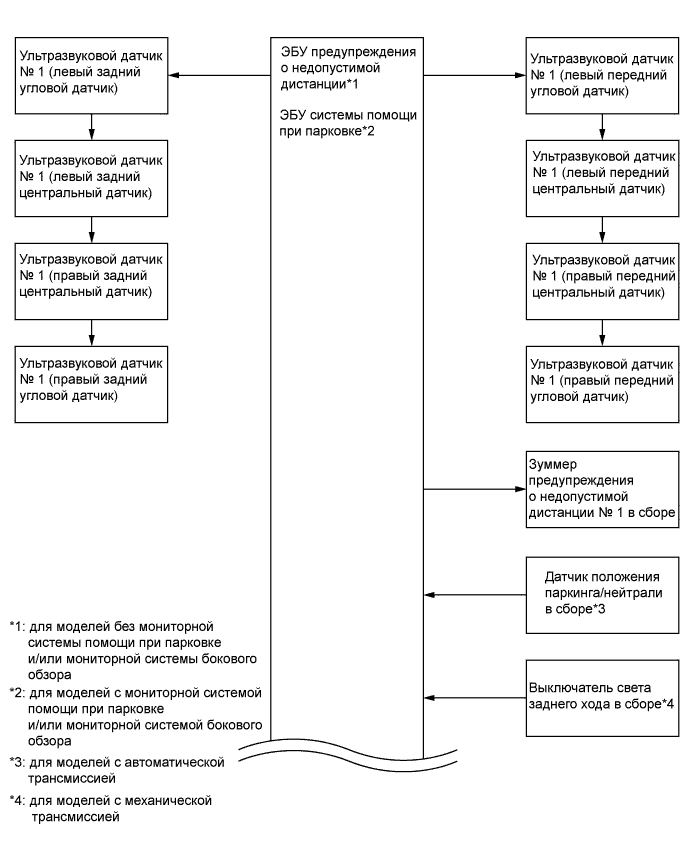 Ультразвуковой датчик
№ 1 (левый задний
угловой датчик)
Ультразвуковой датчик
№ 1 (левый задний
центральный датчик)
Ультразвуковой датчик
№ 1 (правый задний
центральный датчик)
Ультразвуковой датчик
№ 1 (правый задний
угловой датчик)
ЭБУ предупреждения
о недопустимой
дистанции*1
ЭБУ системы помощи
при парковке*2
Ультразвуковой датчик
№ 1 (левый передний
угловой датчик)
Ультразвуковой датчик
№ 1 (левый передний
центральный датчик)
Ультразвуковой датчик
№ 1 (правый передний
центральный датчик)
Ультразвуковой датчик
№ 1 (правый передний
угловой датчик)
Зуммер
предупреждения
о недопустимой
дистанции № 1 в сборе
Датчик положения
паркинга/нейтрали
в сборе*3
Выключатель света
заднего хода в сборе*4
*1: для моделей без мониторной
системы помощи при парковке
и/или мониторной системы бокового
обзора
*2: для моделей с мониторной системой
помощи при парковке
и/или мониторной системой бокового
обзора
*3: для моделей с автоматической
трансмиссией
*4: для моделей с механической
трансмиссией